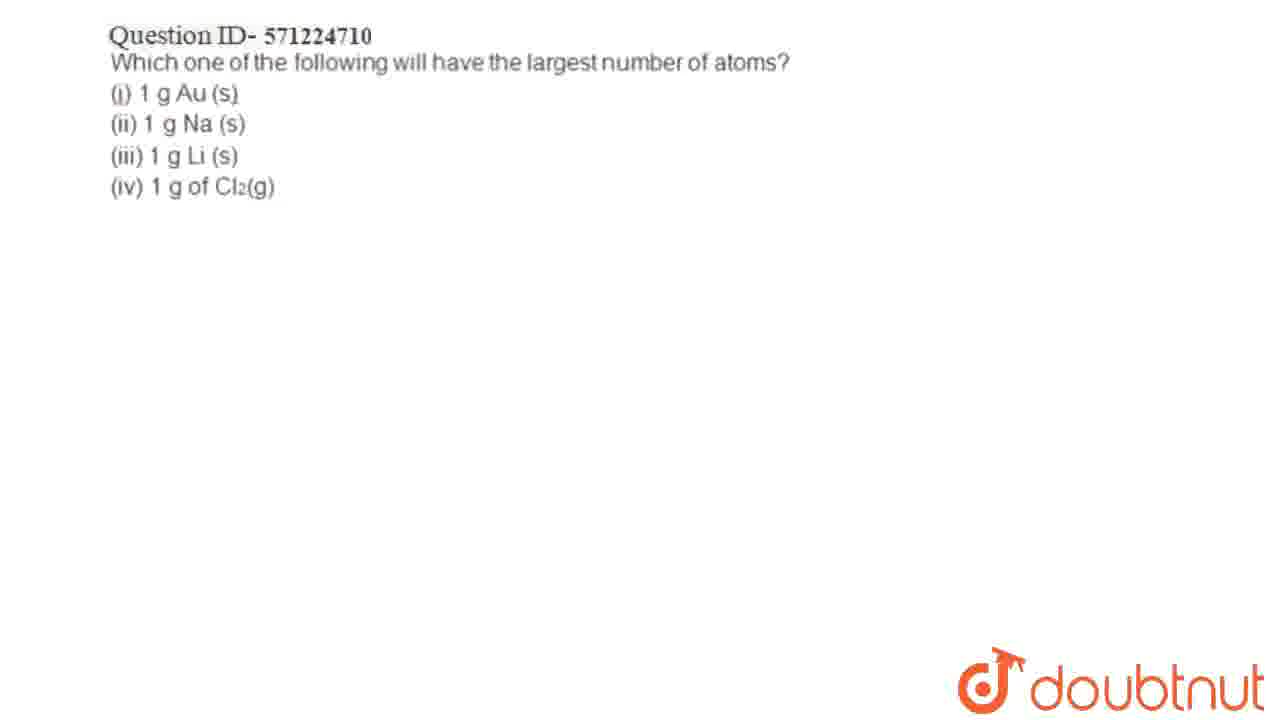 Question ID- 571224710
Which one of the following will have the largest number of atoms?
(i) 1 g Au (s)
(ii) 1 g Na (s)
(iii) 1 g Li (s)
(iv) 1 g of Cl₂(g)
doubtnut